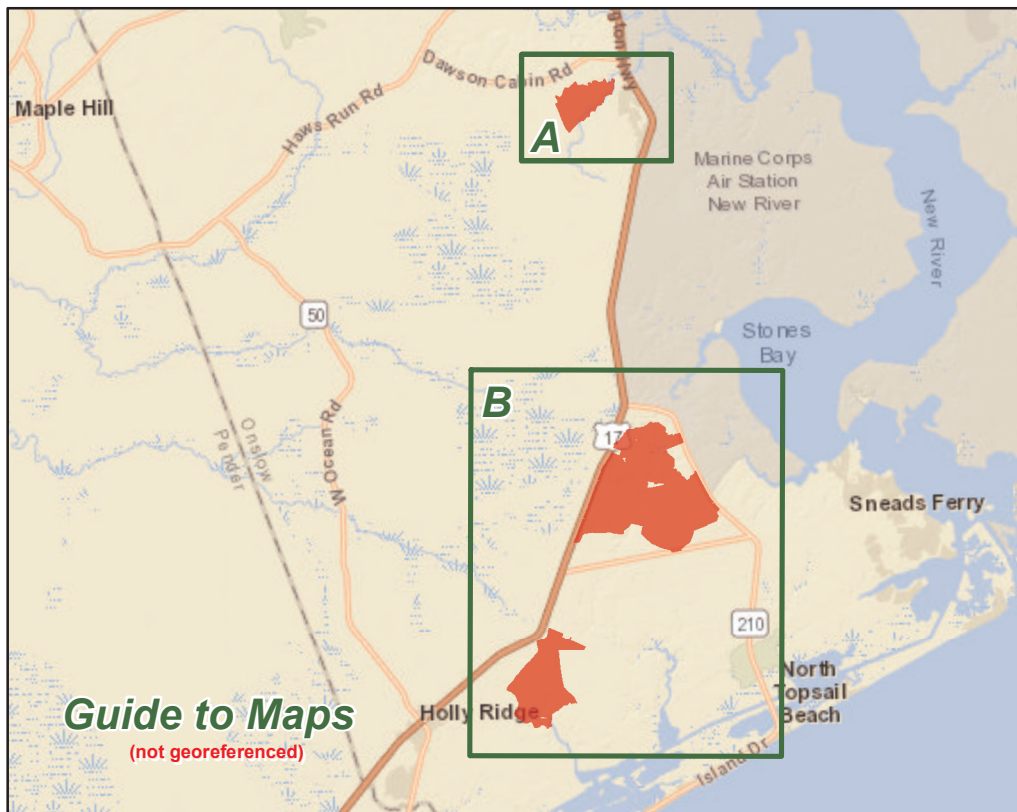 ngton Hwy
Dawson Cabin Rd
Maple Hill
Haws Run Rd
A
Marine Corps
Air Station
New River
New River
50
Stones
Bay
B
Onslow
Pender
17
W Ocean Rd
Sneads Ferry
210
North
Topsail
Beach
Guide to Maps
(not georeferenced)
Holly Ridge
Island Dr